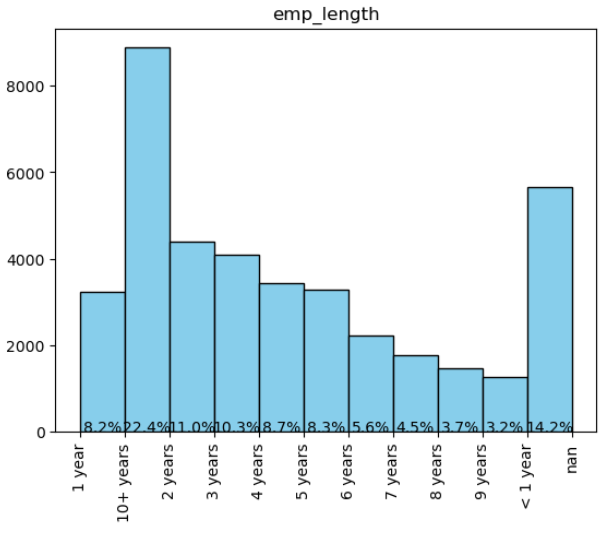 emp_length
8000
6000
4000
2000
0
8.2% 22.4% 11.0% 10.3% 8.7% 8.3% 5.6% 4.5% 3.7% 3.2% 14.2%
1 year
10+ years
2 years
3 years
4 years
5 years
6 years
7 years
8 years
9 years
< 1 year
nan